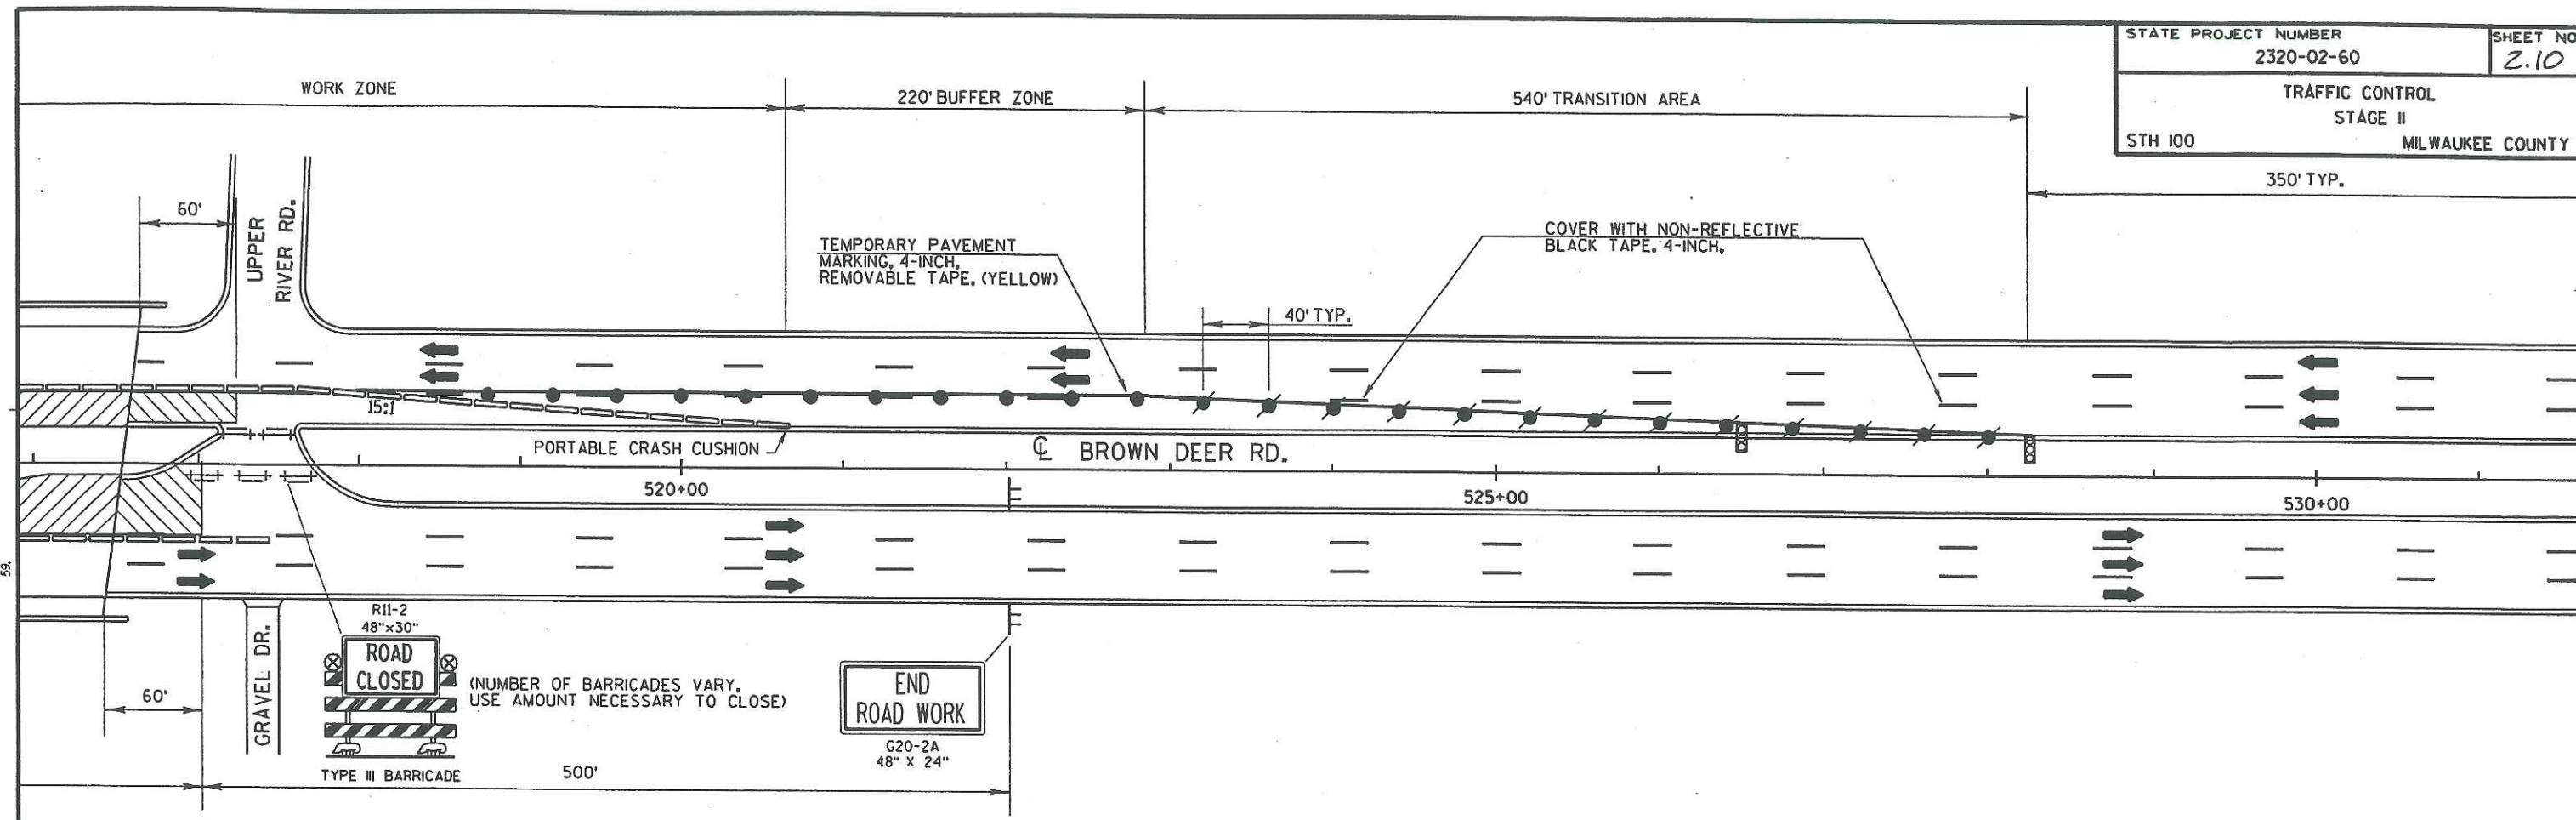 STATE PROJECT NUMBER
2320-02-60
SHEET NO
2.10
TRAFFIC CONTROL
STAGE II
STH 100
MILWAUKEE COUNTY
WORK ZONE
220' BUFFER ZONE
540' TRANSITION AREA
350' TYP.
60'
UPPER
RIVER RD.
TEMPORARY PAVEMENT
MARKING, 4-INCH,
REMOVABLE TAPE, (YELLOW)
COVER WITH NON-REFLECTIVE
BLACK TAPE, 4-INCH,
40' TYP.
15:1
PORTABLE CRASH CUSHION
℄ BROWN DEER RD.
520+00
525+00
530+00
59.
R11-2
48"x30"
ROAD
CLOSED
(NUMBER OF BARRICADES VARY,
USE AMOUNT NECESSARY TO CLOSE)
TYPE III BARRICADE
GRAVEL DR.
60'
500'
END
ROAD WORK
G20-2A
48" X 24"